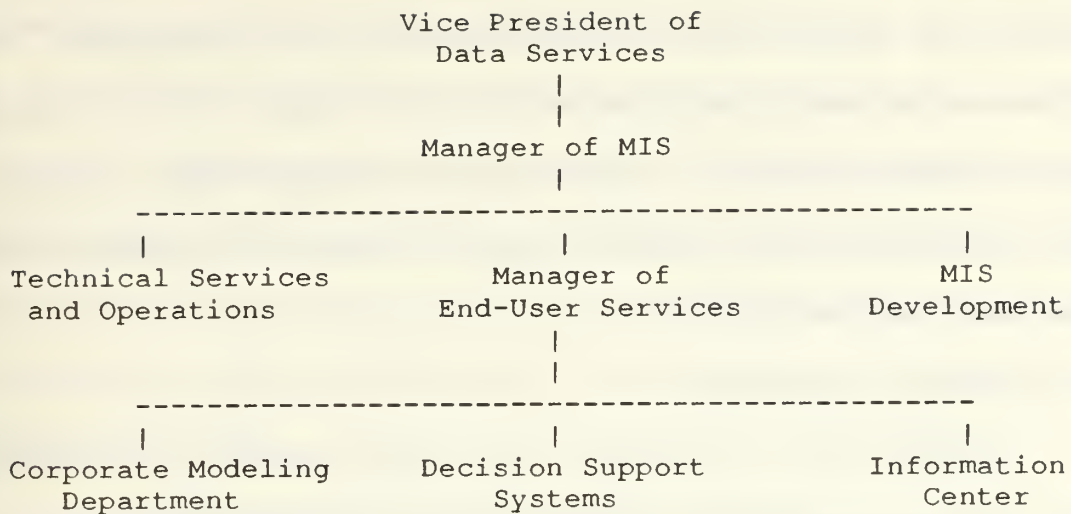 Vice President of
Data Services
Manager of MIS
Technical Services
and Operations
Manager of
End-User Services
MIS
Development
Corporate Modeling
Department
Decision Support
Systems
Information
Center